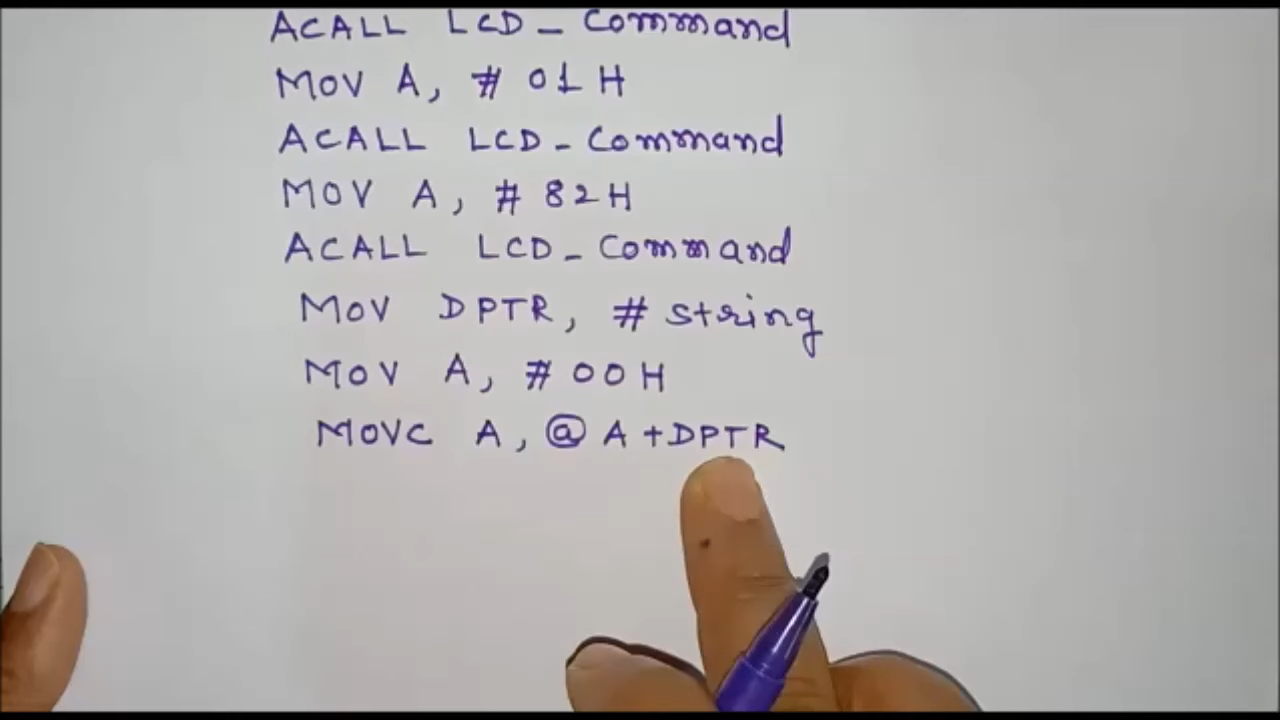 ACALL LCD_Command
MOV A, # 01H
ACALL LCD_Command
MOV A, # 82H
ACALL LCD_Command
MOV DPTR, # string
MOV A, # 00H
MOVC A, @ A+DPTR